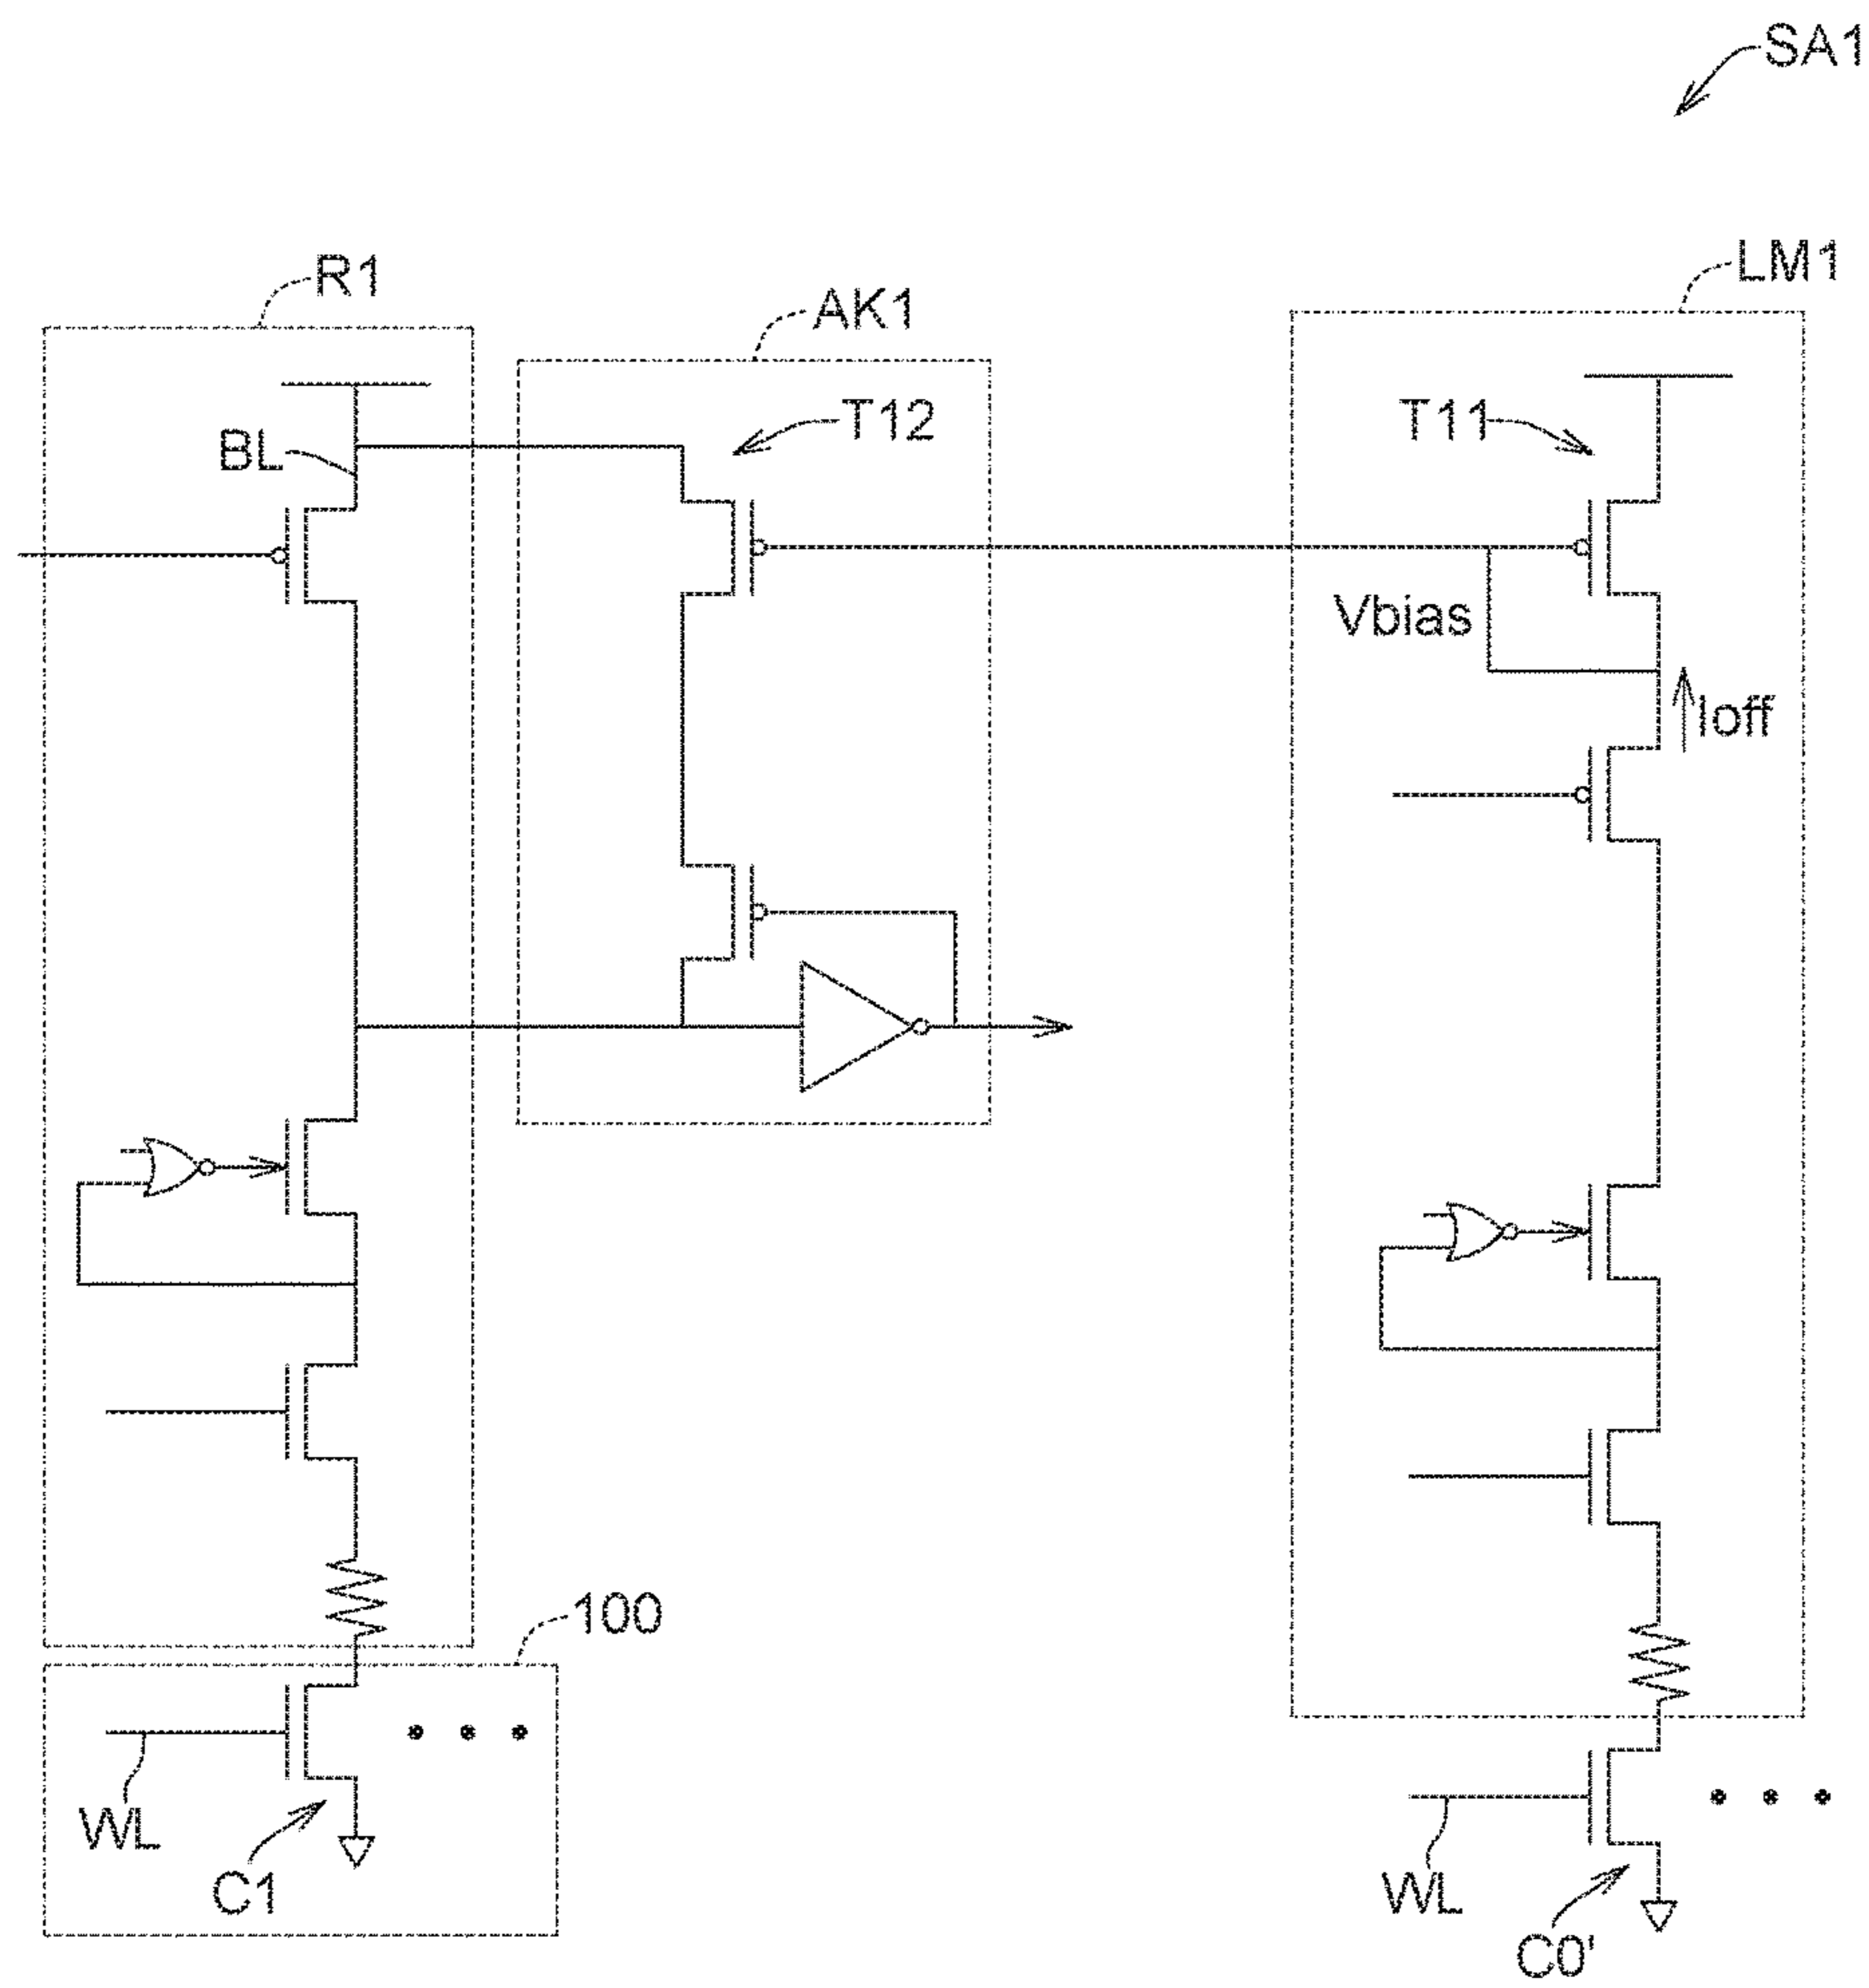 SA1
R1
AK1
LM1
BL
T12
T11
Vbias
Ioff
100
WL
C1
WL
C0'